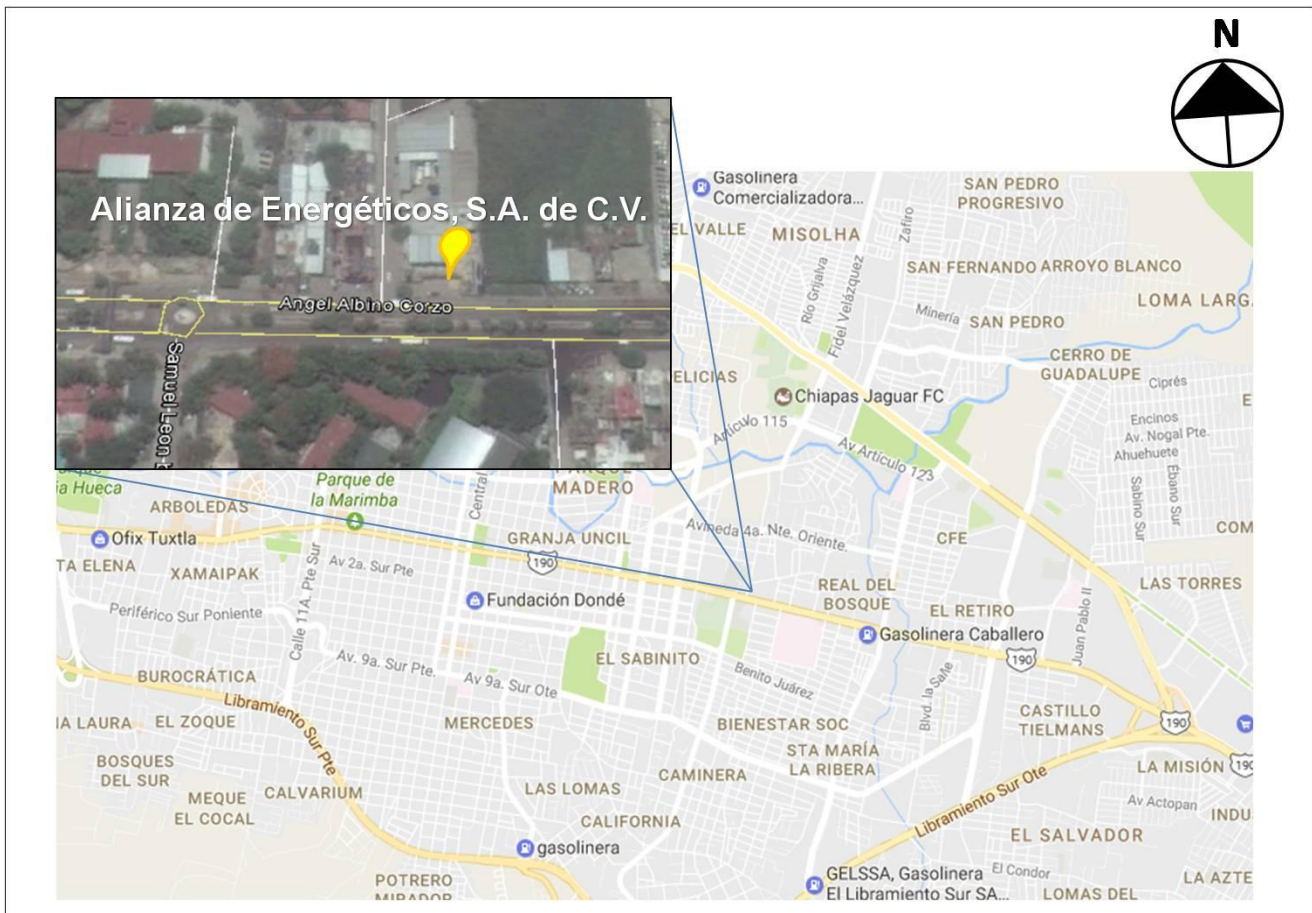 N
Alianza de Energéticos, S.A. de C.V.
Angel Albino Corzo
Samuel Leon
Gasolinera
Comercializadora...
EL VALLE
MISOLHA
Zafiro
SAN PEDRO
PROGRESIVO
Río Grijalva
Fidel Velázquez
SAN FERNANDO
ARROYO BLANCO
LOMA LARG
Minería
SAN PEDRO
CERRO DE
GUADALUPE
ELICIAS
Chiapas Jaguar FC
Ciprés
Artículo 115
Av Artículo 123
Encinos
Av. Nogal Pte.
Ahuehuete
Sabino Sur
Ébano Sur
ia Hueca
Parque de
la Marimba
Central
MADERO
ARBOLEDAS
Ofix Tuxtla
GRANJA UNCIL
Avineda 4a. Nte. Oriente.
CFE
COM
TA ELENA
XAMAIPAK
Av 2a. Sur Pte
190
REAL DEL
BOSQUE
LAS TORRES
Periférico Sur Poniente
Calle 11A. Pte Sur
Fundación Dondé
EL RETIRO
Juan Pablo II
Gasolinera Caballero
190
Av. 9a. Sur Pte.
Av 9a. Sur Ote
EL SABINITO
Benito Juárez
Blvd. la Salle
BUROCRÁTICA
Libramiento Sur Pte
IA LAURA
EL ZOQUE
MERCEDES
BIENESTAR SOC
CASTILLO
TIELMANS
190
BOSQUES
DEL SUR
STA MARÍA
LA RIBERA
CAMINERA
LA MISIÓN
190
MEQUE
EL COCAL
CALVARIUM
LAS LOMAS
Libramiento Sur Ote
Av Actopan
CALIFORNIA
INDU
EL SALVADOR
gasolinera
POTRERO
MIRADOR
GELSSA, Gasolinera
El Libramiento Sur SA...
El Condor
LOMAS DEL
LA AZTE